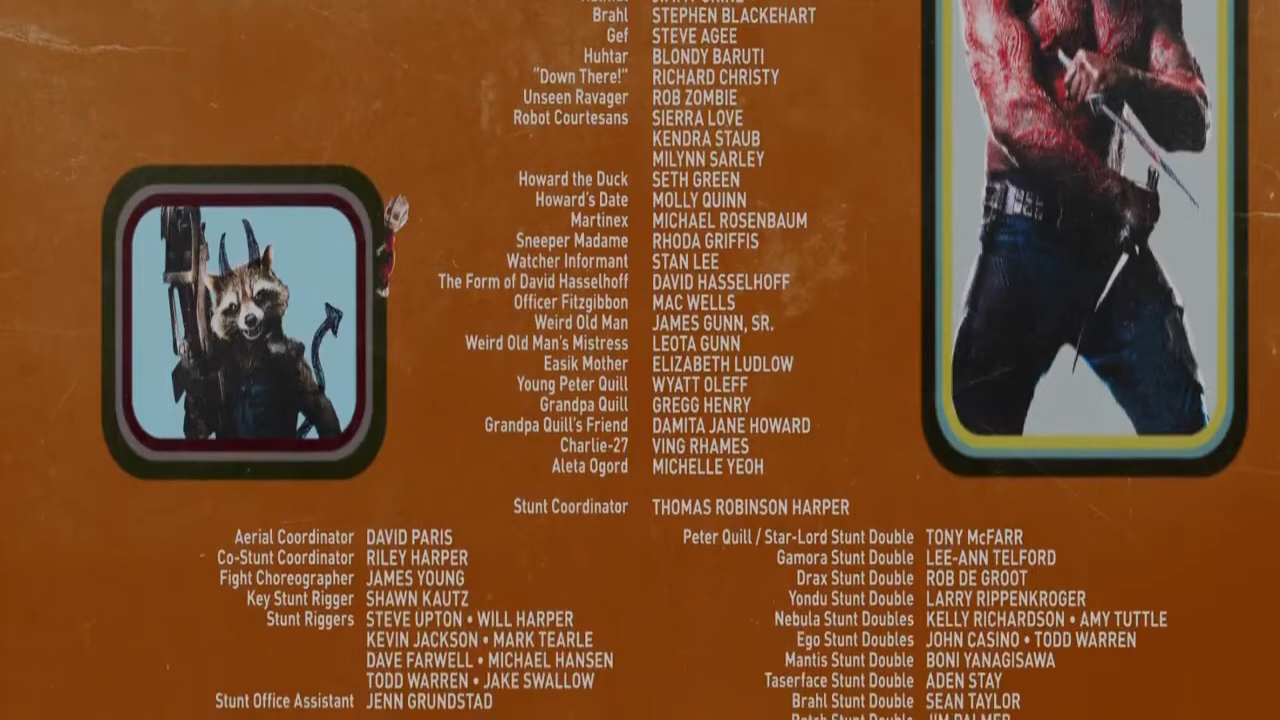 Brahl STEPHEN BLACKEHART
Gef STEVE AGEE
Huhtar BLONDY BARUTI
"Down There!" RICHARD CHRISTY
Unseen Ravager ROB ZOMBIE
Robot Courtesans SIERRA LOVE
KENDRA STAUB
MILYNN SARLEY
Howard the Duck SETH GREEN
Howard's Date MOLLY QUINN
Martinex MICHAEL ROSENBAUM
Sneeper Madame RHODA GRIFFIS
Watcher Informant STAN LEE
The Form of David Hasselhoff DAVID HASSELHOFF
Officer Fitzgibbon MAC WELLS
Weird Old Man JAMES GUNN, SR.
Weird Old Man's Mistress LEOTA GUNN
Easik Mother ELIZABETH LUDLOW
Young Peter Quill WYATT OLEFF
Grandpa Quill GREGG HENRY
Grandpa Quill's Friend DAMITA JANE HOWARD
Charlie-27 VING RHAMES
Aleta Ogord MICHELLE YEOH
Stunt Coordinator THOMAS ROBINSON HARPER
Aerial Coordinator DAVID PARIS
Co-Stunt Coordinator RILEY HARPER
Fight Choreographer JAMES YOUNG
Key Stunt Rigger SHAWN KAUTZ
Stunt Riggers STEVE UPTON • WILL HARPER
KEVIN JACKSON • MARK TEARLE
DAVE FARWELL • MICHAEL HANSEN
TODD WARREN • JAKE SWALLOW
Stunt Office Assistant JENN GRUNDSTAD
Peter Quill / Star-Lord Stunt Double TONY McFARR
Gamora Stunt Double LEE-ANN TELFORD
Drax Stunt Double ROB DE GROOT
Yondu Stunt Double LARRY RIPPENKROGER
Nebula Stunt Doubles KELLY RICHARDSON • AMY TUTTLE
Ego Stunt Doubles JOHN CASINO • TODD WARREN
Mantis Stunt Double BONI YANAGISAWA
Taserface Stunt Double ADEN STAY
Brahl Stunt Double SEAN TAYLOR